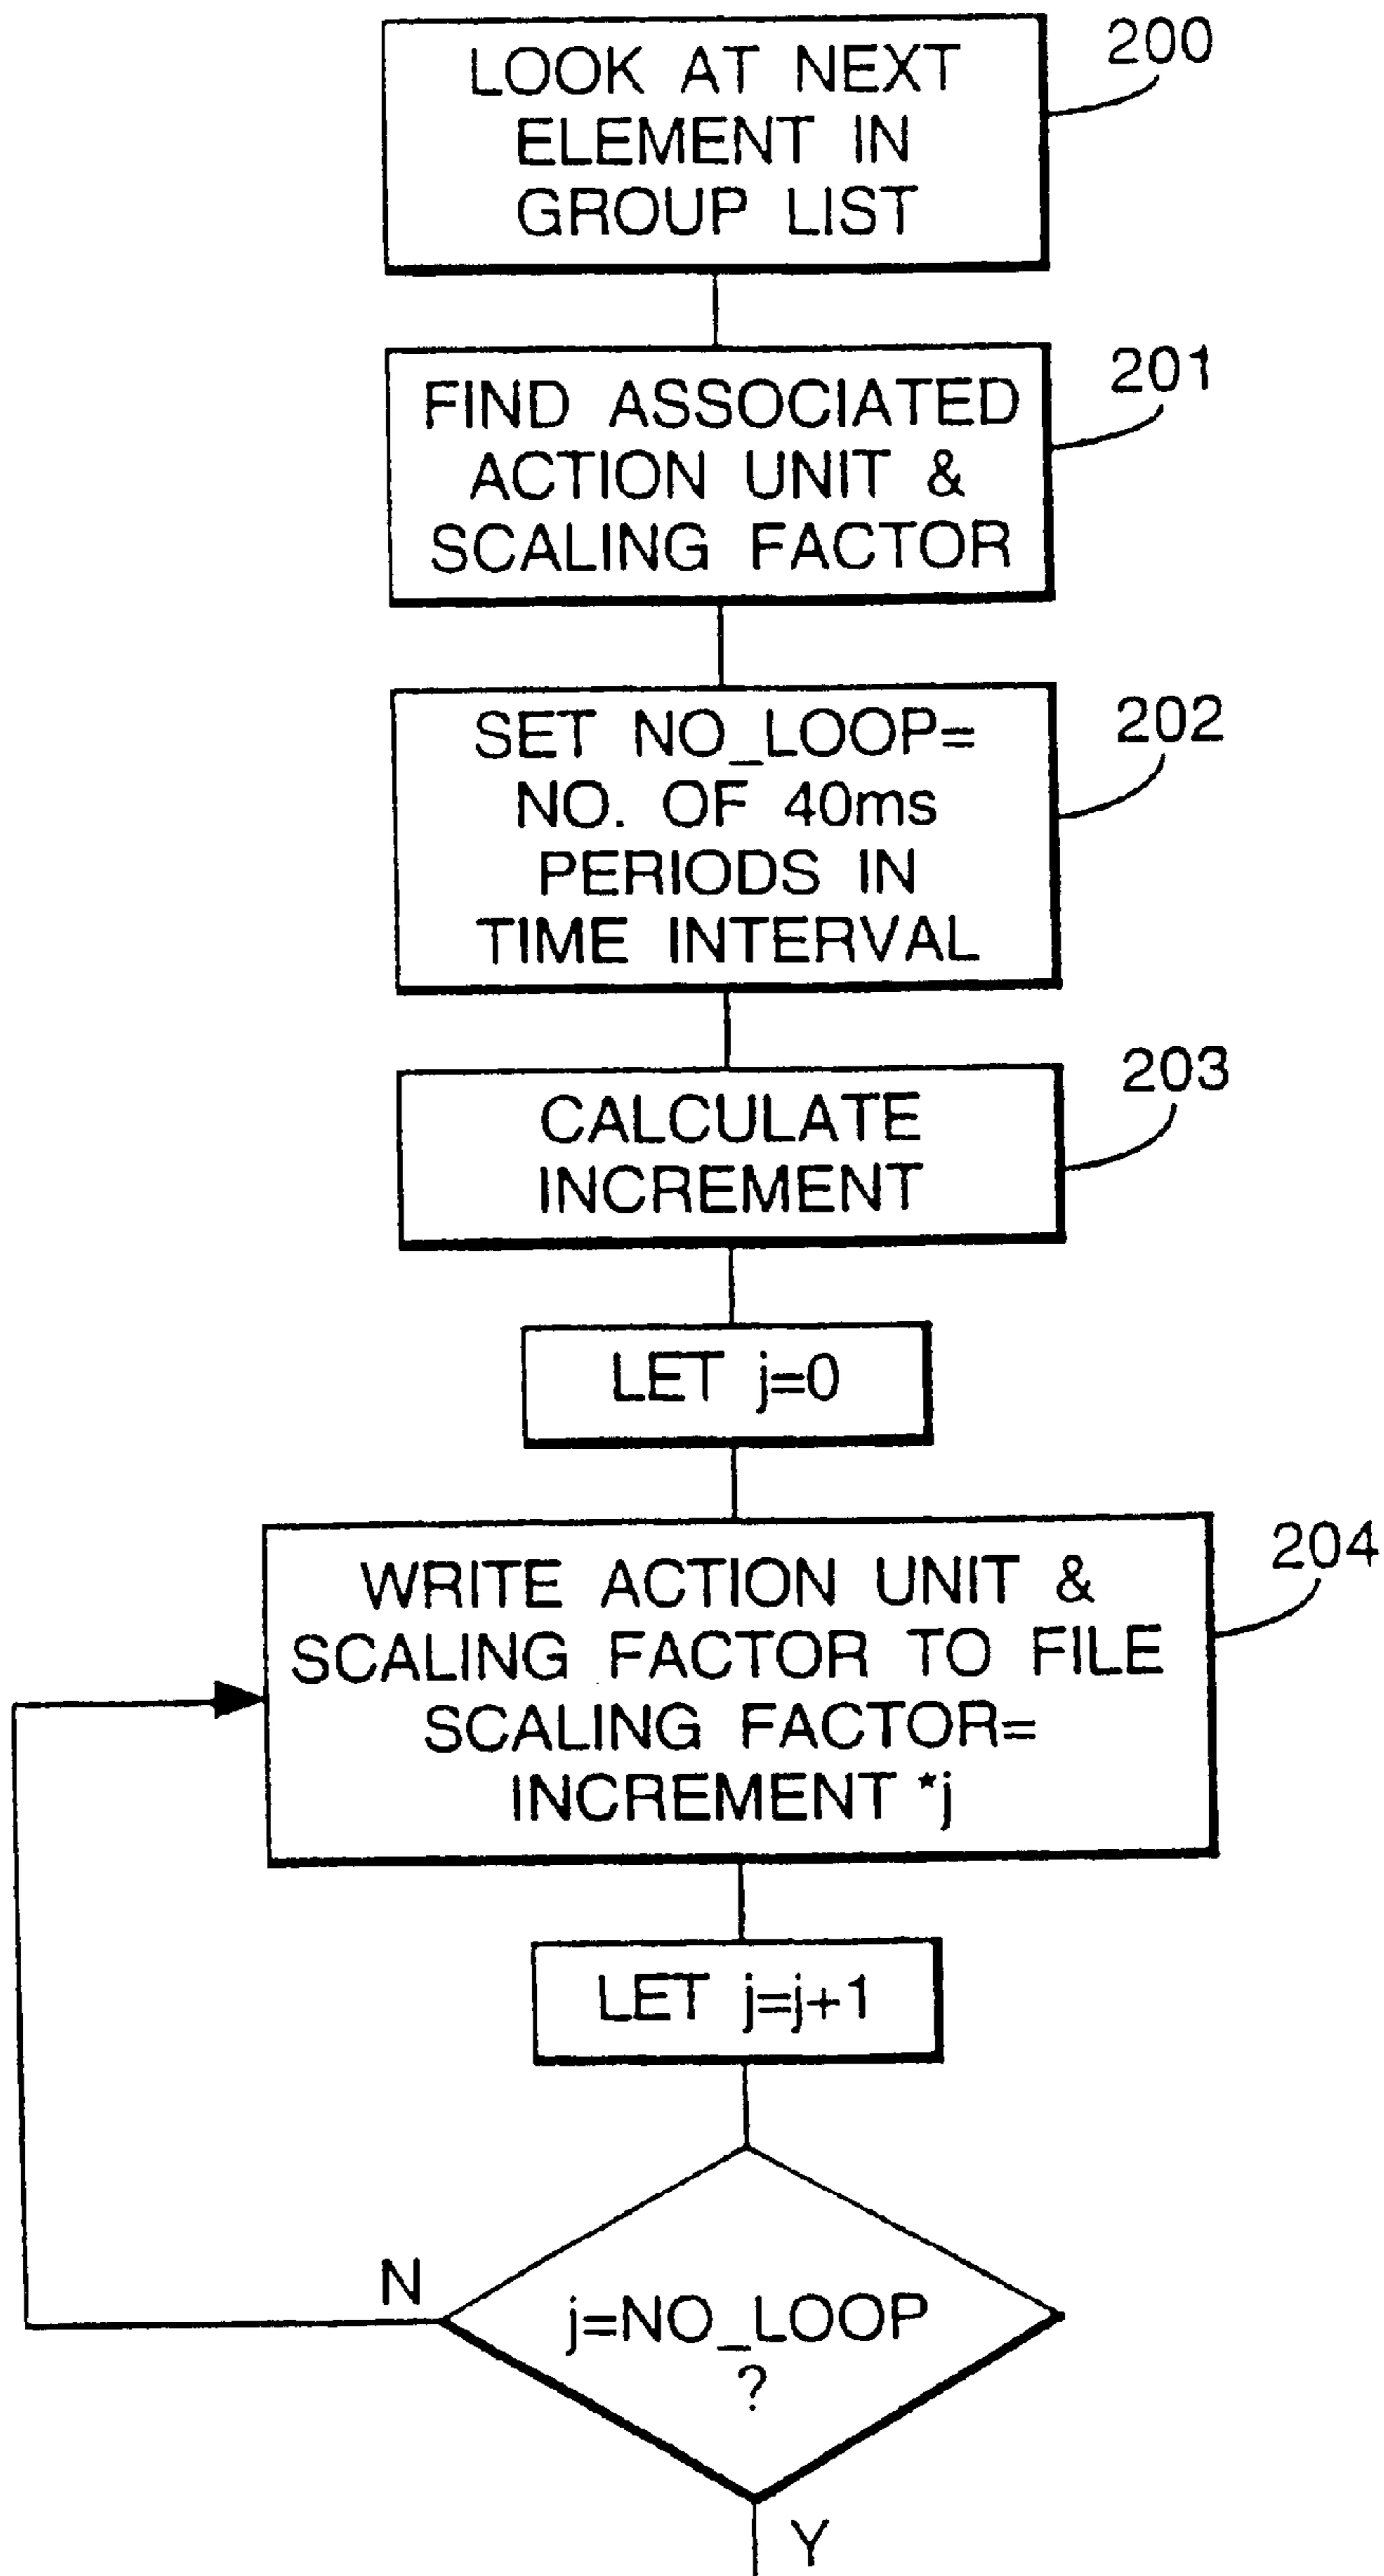 LOOK AT NEXT
ELEMENT IN
GROUP LIST
200
FIND ASSOCIATED
ACTION UNIT &
SCALING FACTOR
201
SET NO_LOOP=
NO. OF 40ms
PERIODS IN
TIME INTERVAL
202
CALCULATE
INCREMENT
203
LET j=0
WRITE ACTION UNIT &
SCALING FACTOR TO FILE
SCALING FACTOR=
INCREMENT *j
204
LET j=j+1
j=NO_LOOP
?
N
Y